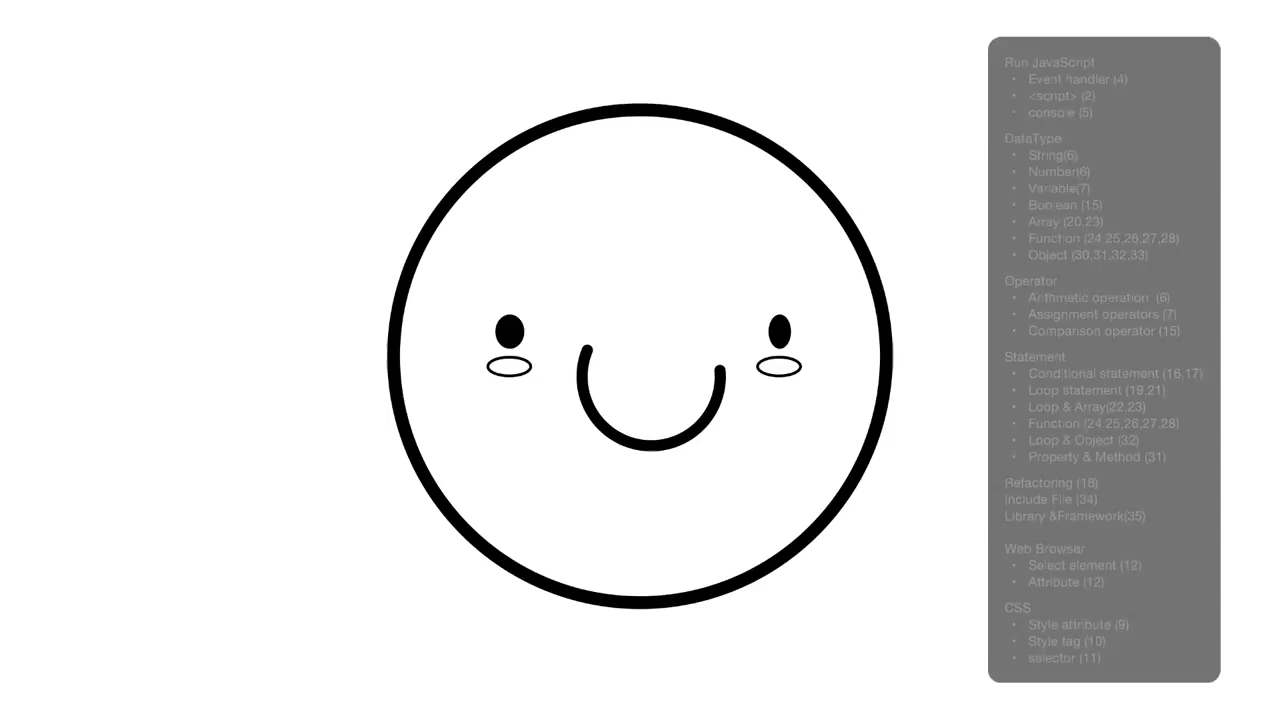 Run JavaScript
• Event handler (4)
• <script> (2)
• console (5)
DataType
• String(6)
• Number(6)
• Variable(7)
• Boolean (15)
• Array (20,23)
• Function (24,25,26,27,28)
• Object (30,31,32,33)
Operator
• Arithmetic operation (6)
• Assignment operators (7)
• Comparison operator (15)
Statement
• Conditional statement (16,17)
• Loop statement (19,21)
• Loop & Array(22,23)
• Function (24,25,26,27,28)
• Loop & Object (32)
• Property & Method (31)
Refactoring (18)
Include File (34)
Library &Framework(35)
Web Browser
• Select element (12)
• Attribute (12)
CSS
• Style attribute (9)
• Style tag (10)
• selector (11)